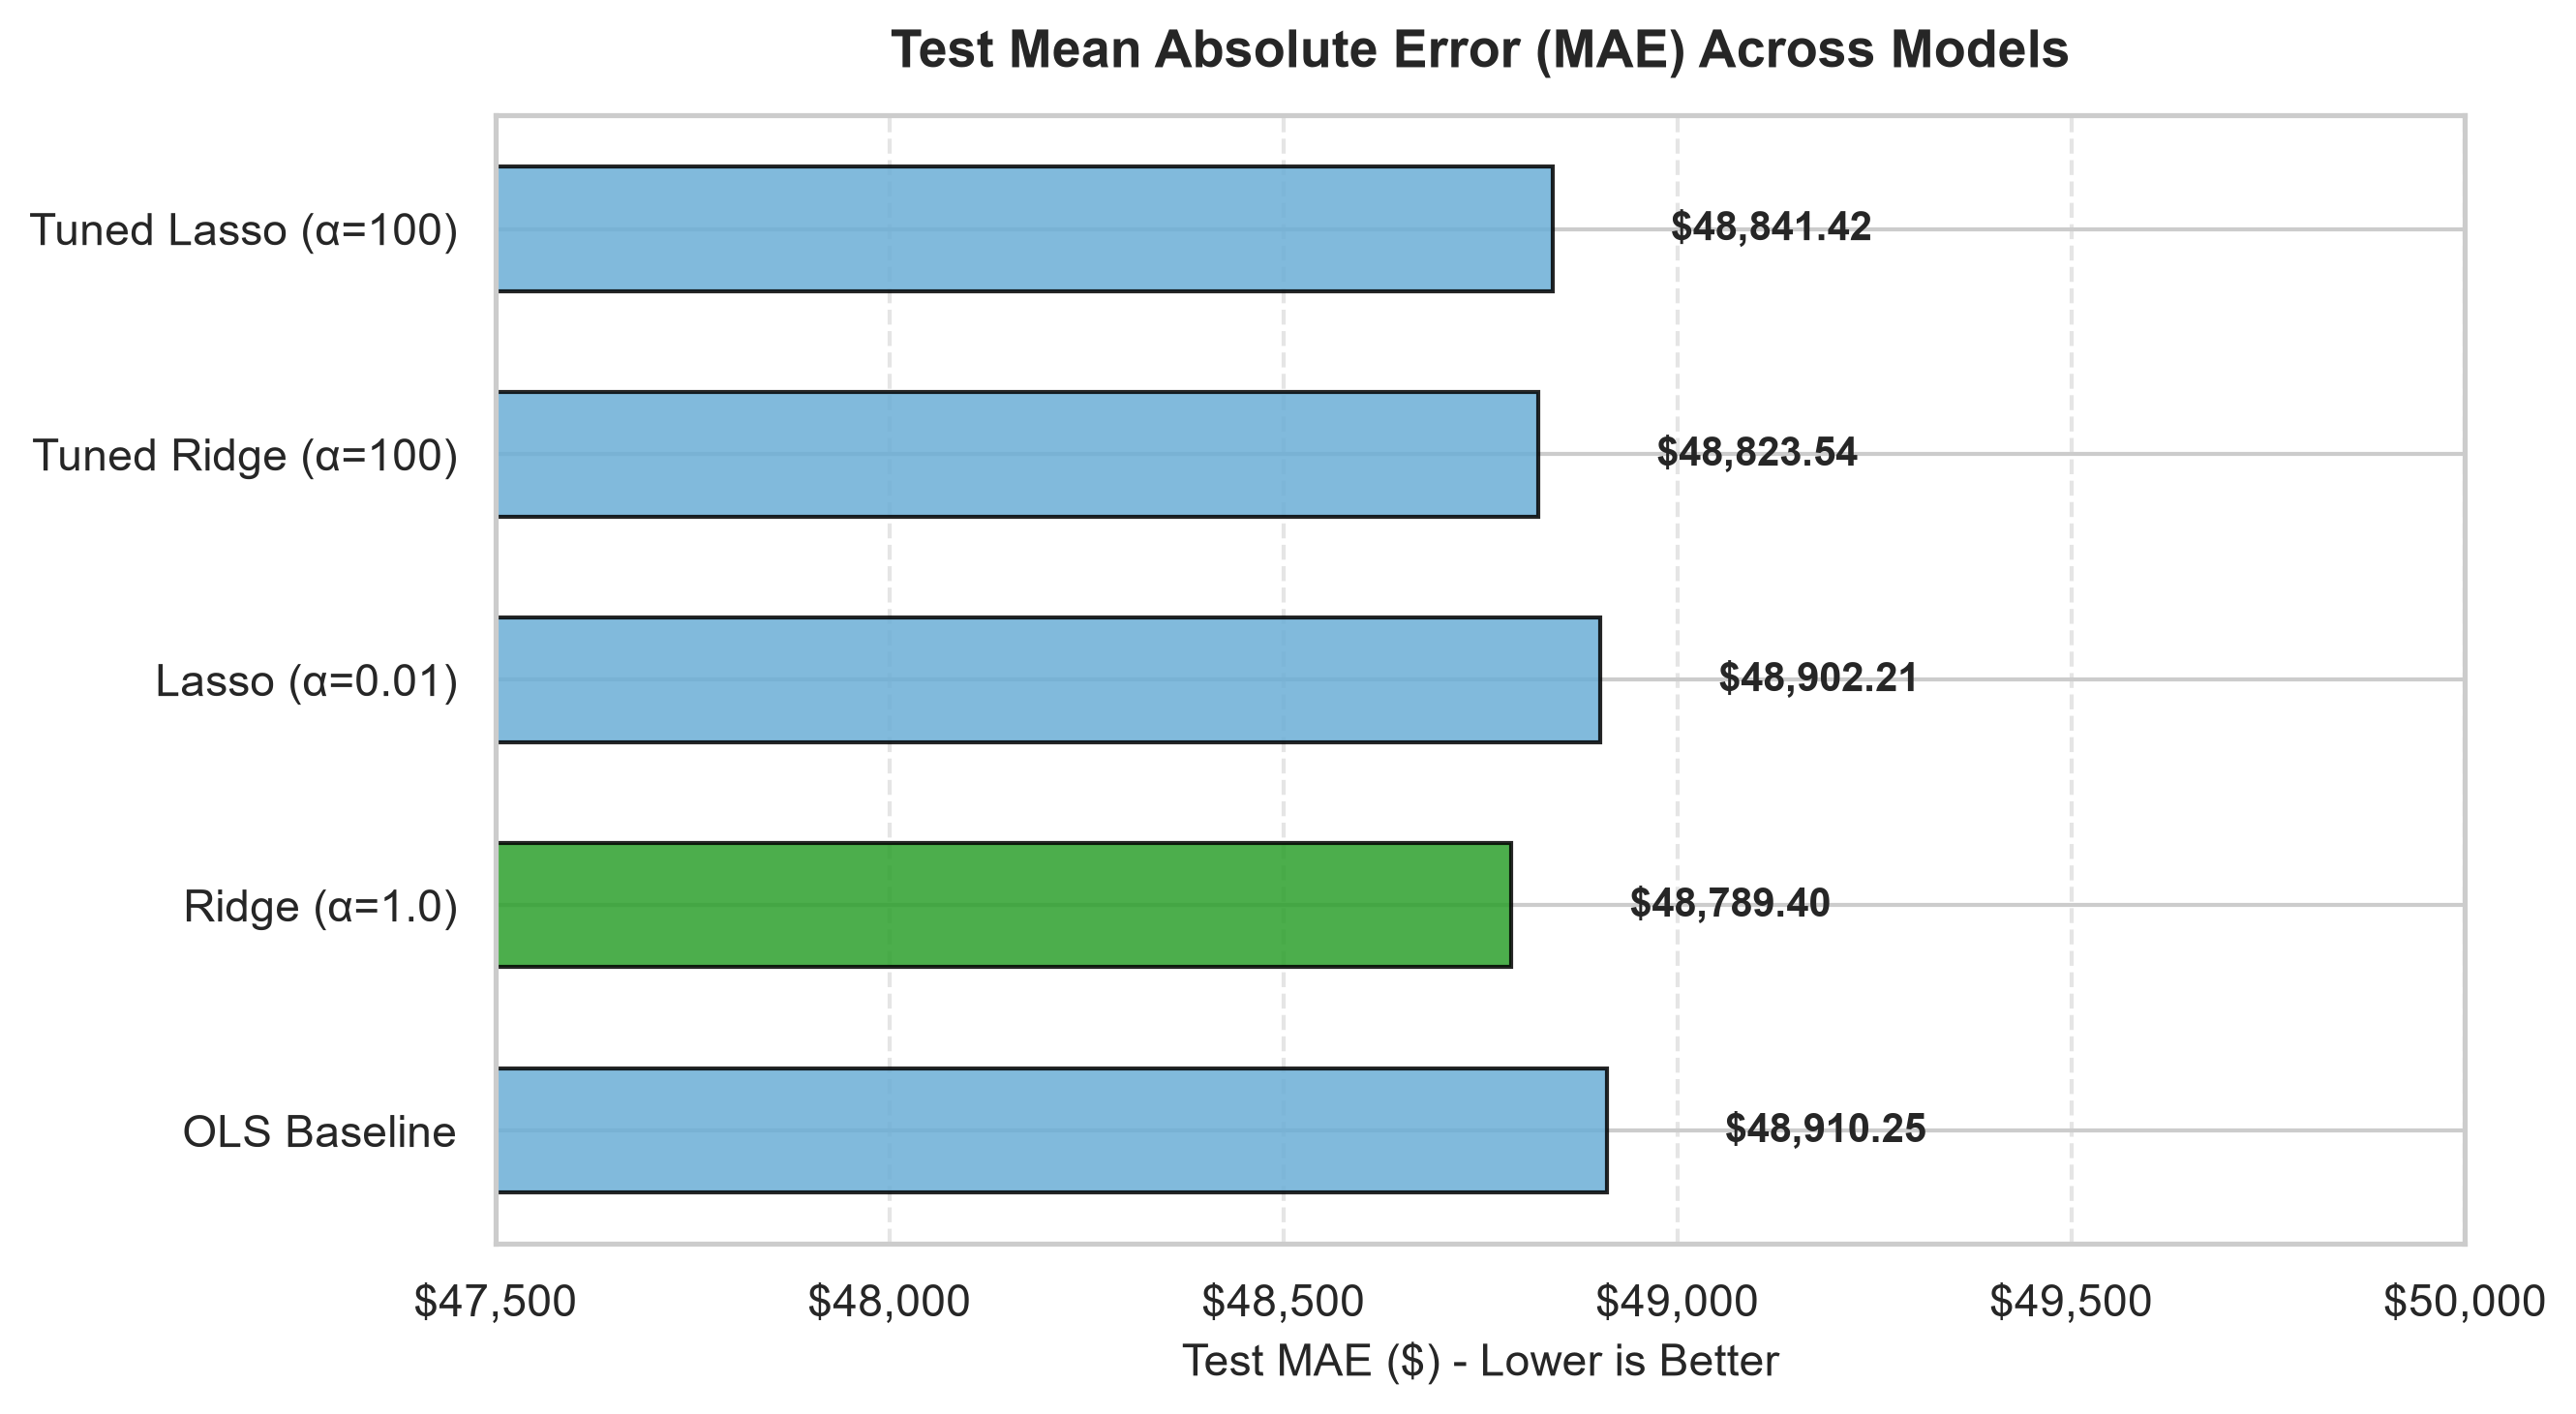 Test Mean Absolute Error (MAE) Across Models
Tuned Lasso (α=100)
$48,841.42
Tuned Ridge (α=100)
$48,823.54
Lasso (α=0.01)
$48,902.21
Ridge (α=1.0)
$48,789.40
OLS Baseline
$48,910.25
$47,500 $48,000 $48,500 $49,000 $49,500 $50,000
Test MAE ($) - Lower is Better